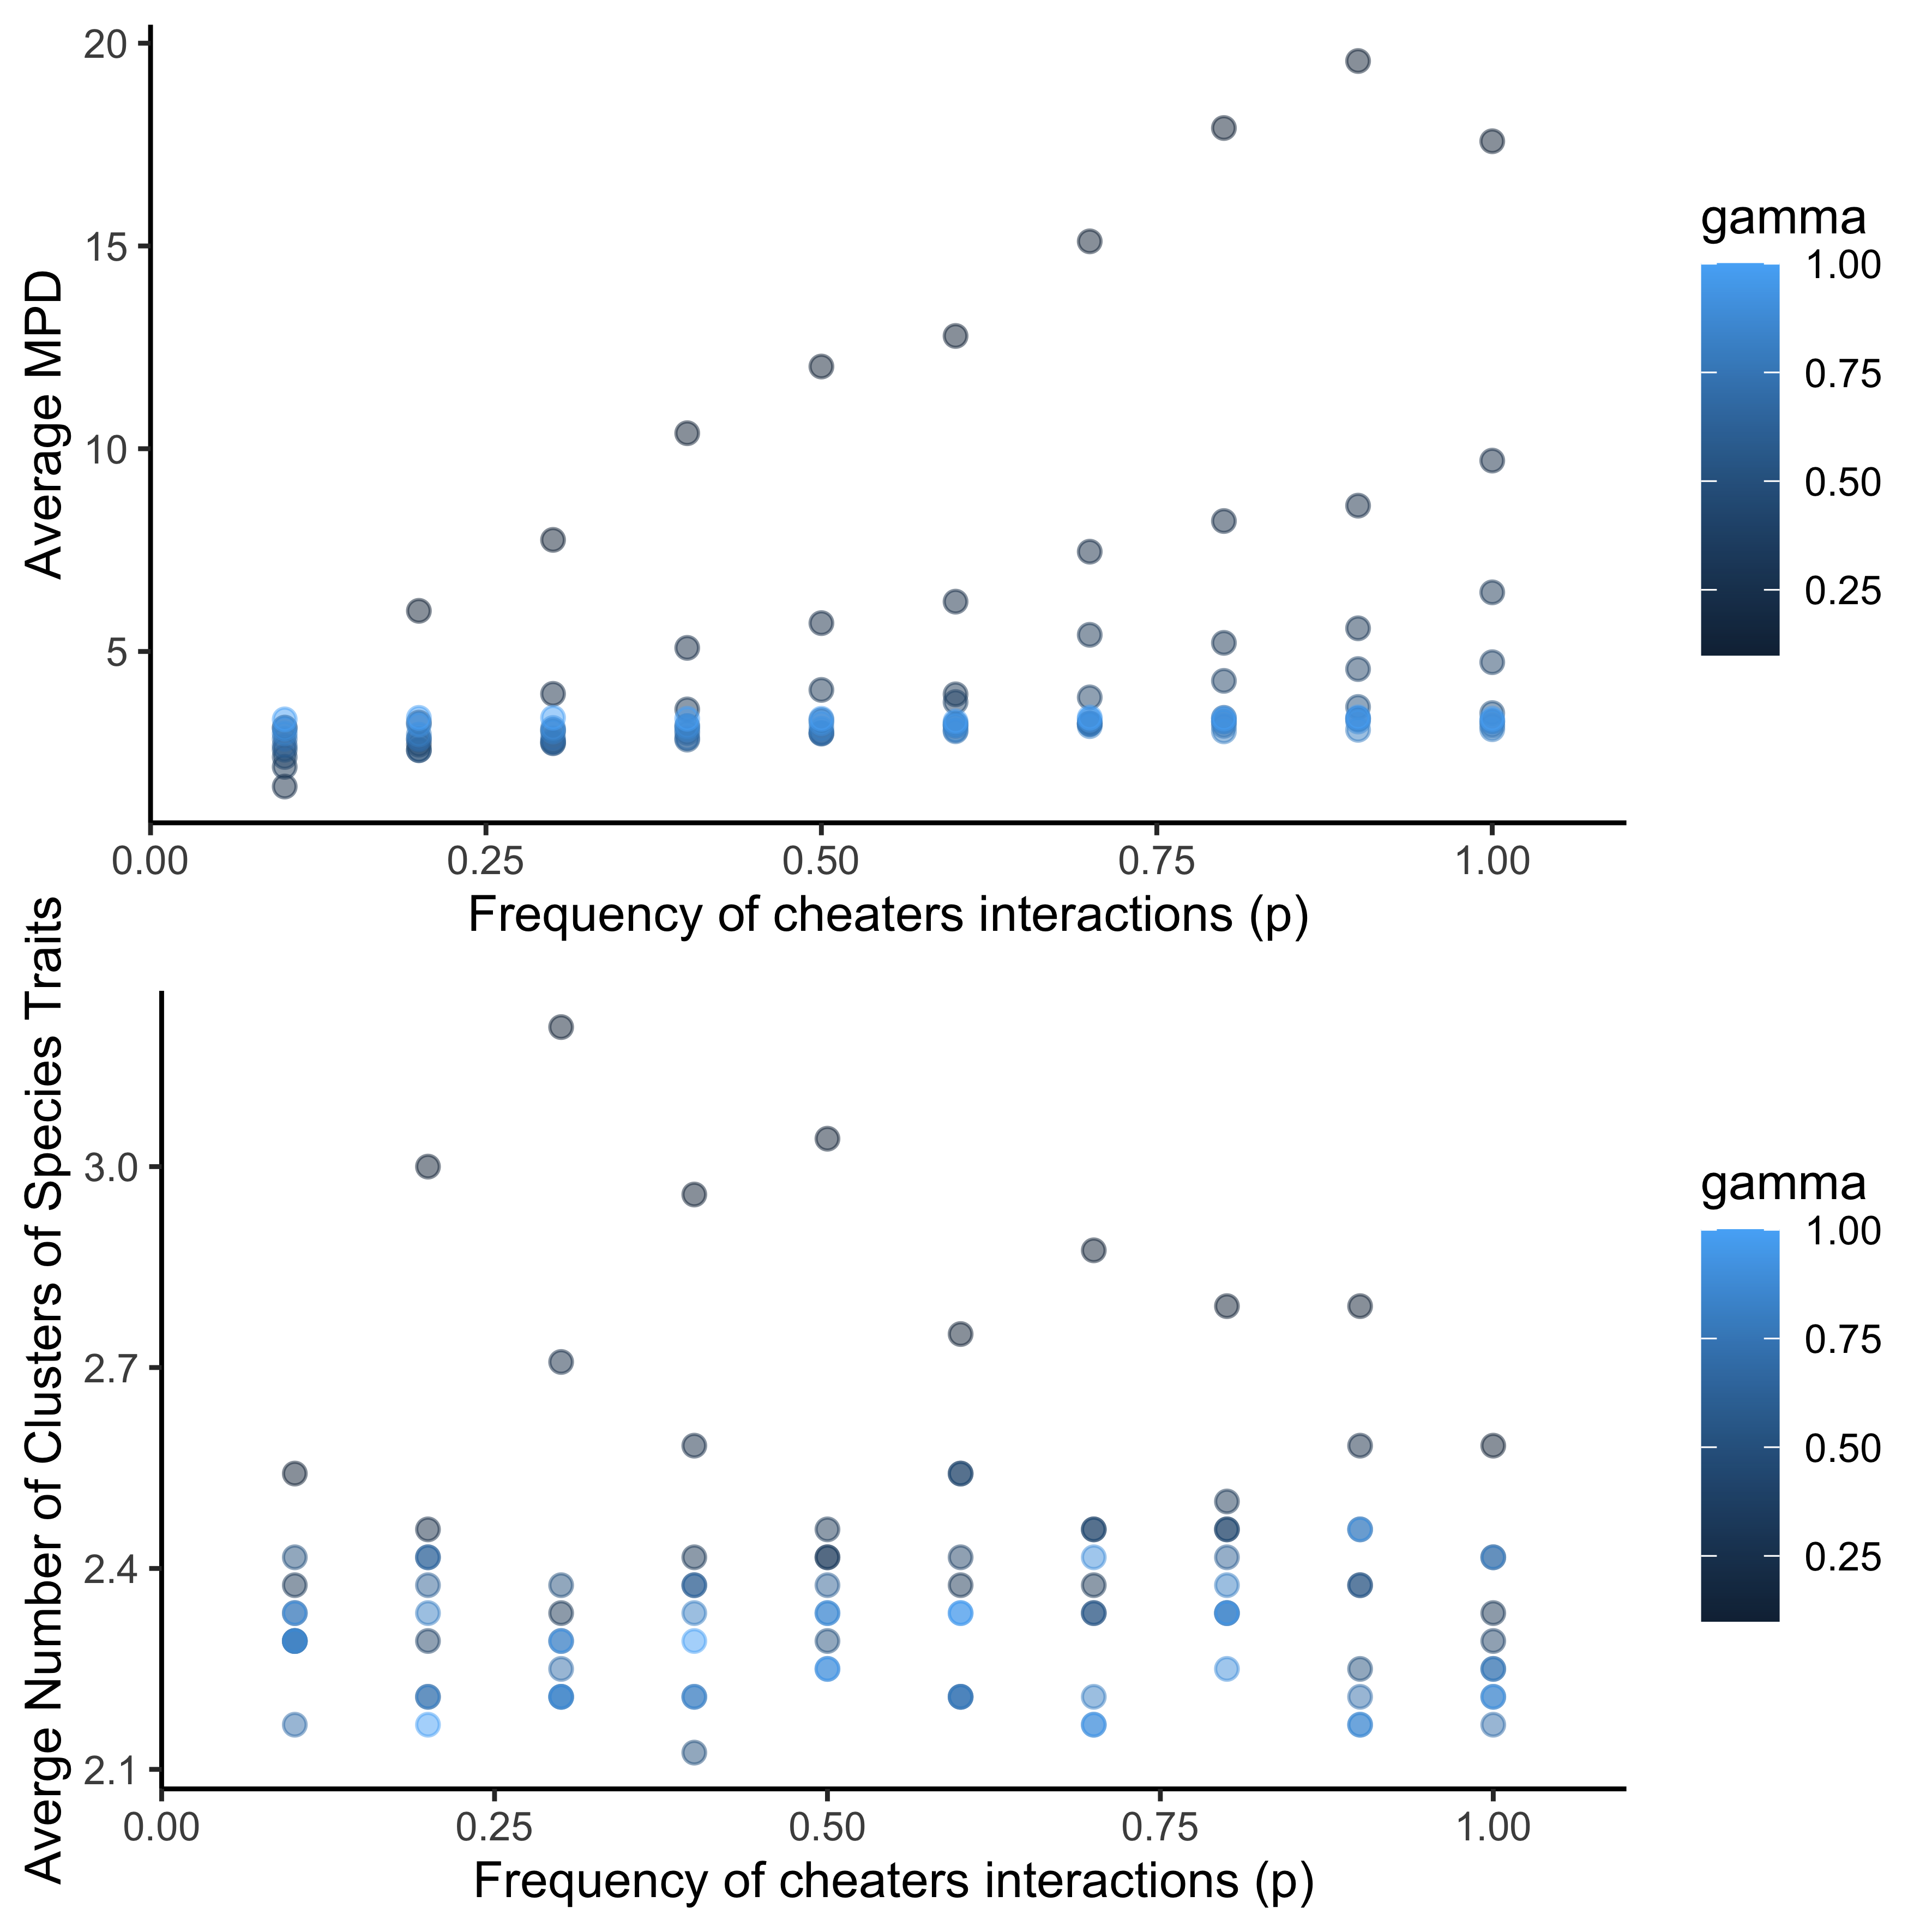 Average MPD
20
15
10
5
0.00 0.25 0.50 0.75 1.00
Frequency of cheaters interactions (p)
gamma
1.00
0.75
0.50
0.25
Averge Number of Clusters of Species Traits
3.0
2.7
2.4
2.1
0.00 0.25 0.50 0.75 1.00
Frequency of cheaters interactions (p)
gamma
1.00
0.75
0.50
0.25